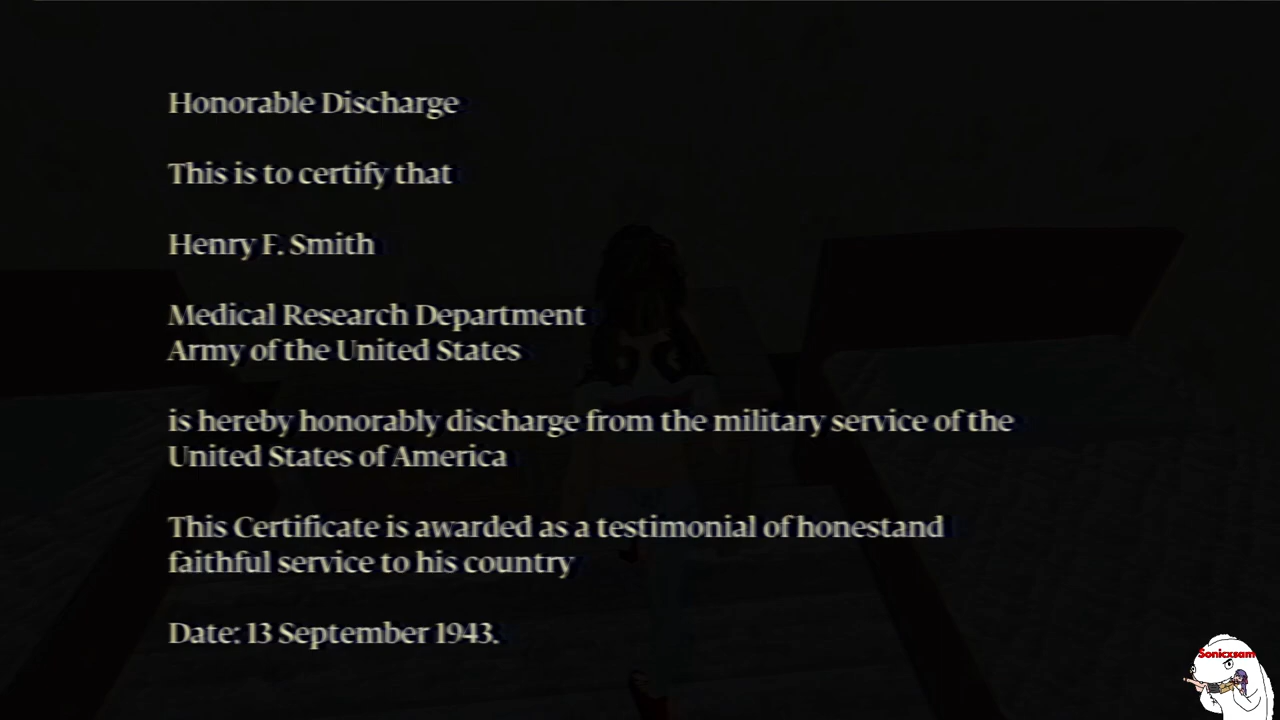 Honorable Discharge
This is to certify that
Henry F. Smith
Medical Research Department
Army of the United States
is hereby honorably discharge from the military service of the
United States of America
This Certificate is awarded as a testimonial of honestand
faithful service to his country
Date: 13 September 1943.
Sonicxsam